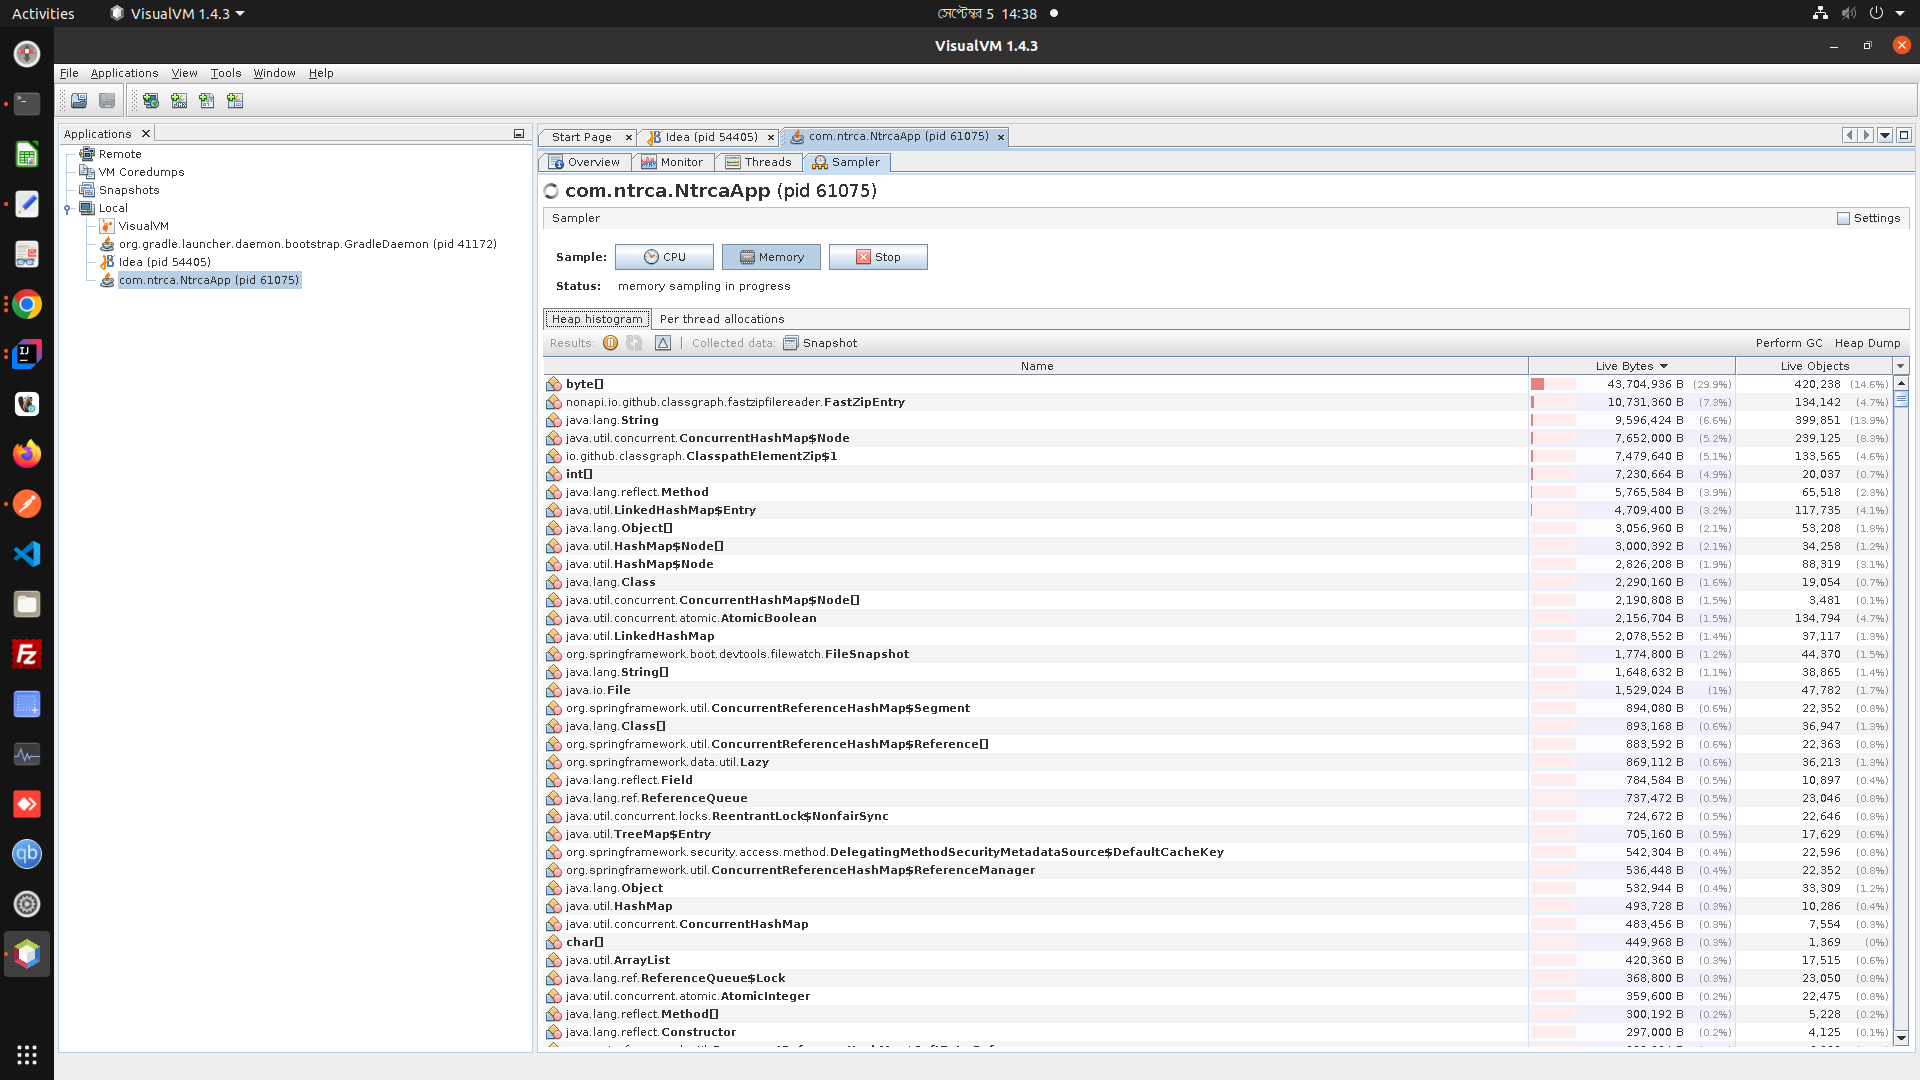 Activities VisualVM 1.4.3 সেপ্টেম্বর 5 14:38
VisualVM 1.4.3
File Applications View Tools Window Help
Applications
Start Page Idea (pid 54405) com.ntrca.NtrcaApp (pid 61075)
Remote
VM Coredumps
Snapshots
Local
VisualVM
org.gradle.launcher.daemon.bootstrap.GradleDaemon (pid 41172)
Idea (pid 54405)
com.ntrca.NtrcaApp (pid 61075)
Overview Monitor Threads Sampler
com.ntrca.NtrcaApp (pid 61075)
Sampler Settings
Sample: CPU Memory Stop
Status: memory sampling in progress
Heap histogram Per thread allocations
Results: Collected data: Snapshot Perform GC Heap Dump
Name Live Bytes Live Objects
byte[] 43,704,936 B (29.9%) 420,238 (14.6%)
nonapi.io.github.classgraph.fastzipfilereader.FastZipEntry 10,731,360 B (7.3%) 134,142 (4.7%)
java.lang.String 9,596,424 B (6.6%) 399,851 (13.9%)
java.util.concurrent.ConcurrentHashMap$Node 7,652,000 B (5.2%) 239,125 (8.3%)
io.github.classgraph.ClasspathElementZip$1 7,479,640 B (5.1%) 133,565 (4.6%)
int[] 7,230,664 B (4.9%) 20,037 (0.7%)
java.lang.reflect.Method 5,765,584 B (3.9%) 65,518 (2.3%)
java.util.LinkedHashMap$Entry 4,709,400 B (3.2%) 117,735 (4.1%)
java.lang.Object[] 3,056,960 B (2.1%) 53,208 (1.8%)
java.util.HashMap$Node[] 3,000,392 B (2.1%) 34,258 (1.2%)
java.util.HashMap$Node 2,826,208 B (1.9%) 88,319 (3.1%)
java.lang.Class 2,290,160 B (1.6%) 19,054 (0.7%)
java.util.concurrent.ConcurrentHashMap$Node[] 2,190,808 B (1.5%) 3,481 (0.1%)
java.util.concurrent.atomic.AtomicBoolean 2,156,704 B (1.5%) 134,794 (4.7%)
java.util.LinkedHashMap 2,078,552 B (1.4%) 37,117 (1.3%)
org.springframework.boot.devtools.filewatch.FileSnapshot 1,774,800 B (1.2%) 44,370 (1.5%)
java.lang.String[] 1,648,632 B (1.1%) 38,865 (1.4%)
java.io.File 1,529,024 B (1%) 47,782 (1.7%)
org.springframework.util.ConcurrentReferenceHashMap$Segment 894,080 B (0.6%) 22,352 (0.8%)
java.lang.Class[] 893,168 B (0.6%) 36,947 (1.3%)
org.springframework.util.ConcurrentReferenceHashMap$Reference[] 883,592 B (0.6%) 22,363 (0.8%)
org.springframework.data.util.Lazy 869,112 B (0.6%) 36,213 (1.3%)
java.lang.reflect.Field 784,584 B (0.5%) 10,897 (0.4%)
java.lang.ref.ReferenceQueue 737,472 B (0.5%) 23,046 (0.8%)
java.util.concurrent.locks.ReentrantLock$NonfairSync 724,672 B (0.5%) 22,646 (0.8%)
java.util.TreeMap$Entry 705,160 B (0.5%) 17,629 (0.6%)
org.springframework.security.access.method.DelegatingMethodSecurityMetadataSource$DefaultCacheKey 542,304 B (0.4%) 22,596 (0.8%)
org.springframework.util.ConcurrentReferenceHashMap$ReferenceManager 536,448 B (0.4%) 22,352 (0.8%)
java.lang.Object 532,944 B (0.4%) 33,309 (1.2%)
java.util.HashMap 493,728 B (0.3%) 10,286 (0.4%)
java.util.concurrent.ConcurrentHashMap 483,456 B (0.3%) 7,554 (0.3%)
char[] 449,968 B (0.3%) 1,369 (0%)
java.util.ArrayList 420,360 B (0.3%) 17,515 (0.6%)
java.lang.ref.ReferenceQueue$Lock 368,800 B (0.3%) 23,050 (0.8%)
java.util.concurrent.atomic.AtomicInteger 359,600 B (0.2%) 22,475 (0.8%)
java.lang.reflect.Method[] 300,192 B (0.2%) 5,228 (0.2%)
java.lang.reflect.Constructor 297,000 B (0.2%) 4,125 (0.1%)